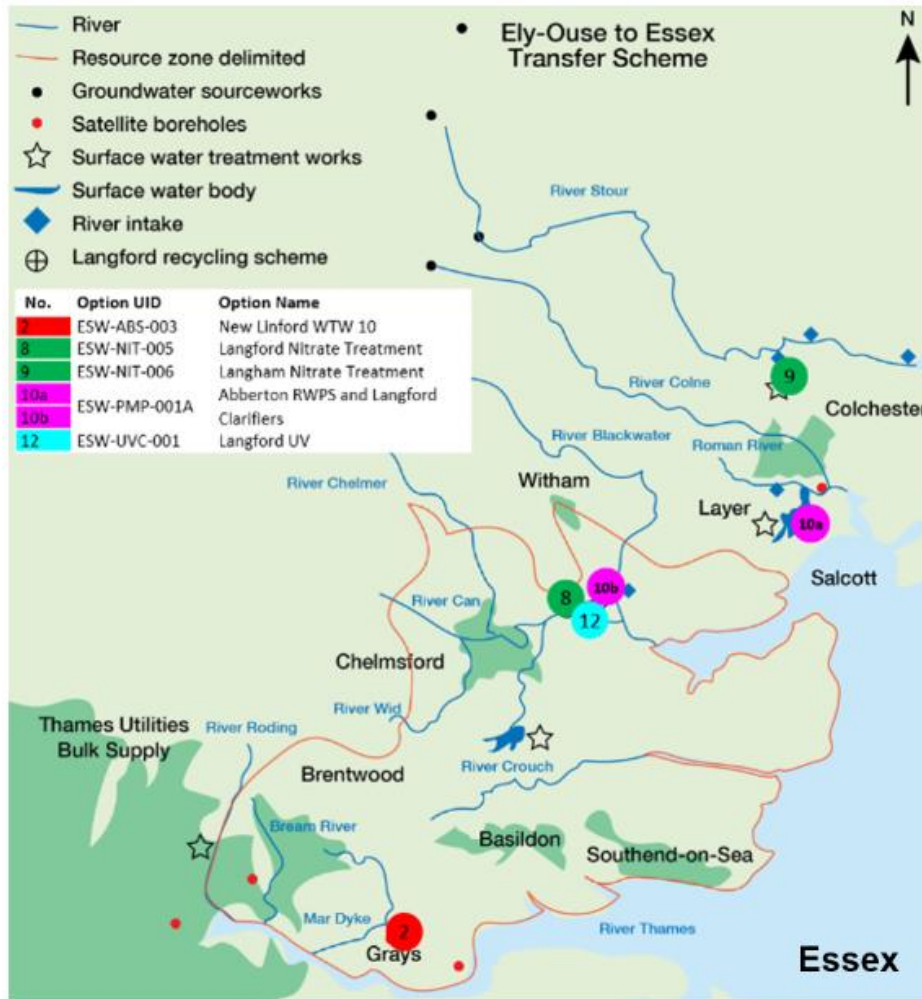 River
Resource zone delimited
Groundwater sourceworks
Satellite boreholes
Surface water treatment works
Surface water body
River intake
Langford recycling scheme
Ely-Ouse to Essex
Transfer Scheme
N
No. Option UID Option Name
2 ESW-ABS-003 New Linford WTW 10
8 ESW-NIT-005 Langford Nitrate Treatment
9 ESW-NIT-006 Langham Nitrate Treatment
10a ESW-PMP-001A Abberton RWPS and Langford
10b Clarifiers
12 ESW-UVC-001 Langford UV
River Stour
9
River Colne
Colchester
River Blackwater
Roman River
River Chelmer
Witham
Layer
10a
Salcott
10b
River Can
8
12
Chelmsford
River Wid
Thames Utilities
Bulk Supply
River Roding
River Crouch
Brentwood
Bream River
Basildon
Southend-on-Sea
Mar Dyke
2
River Thames
Grays
Essex